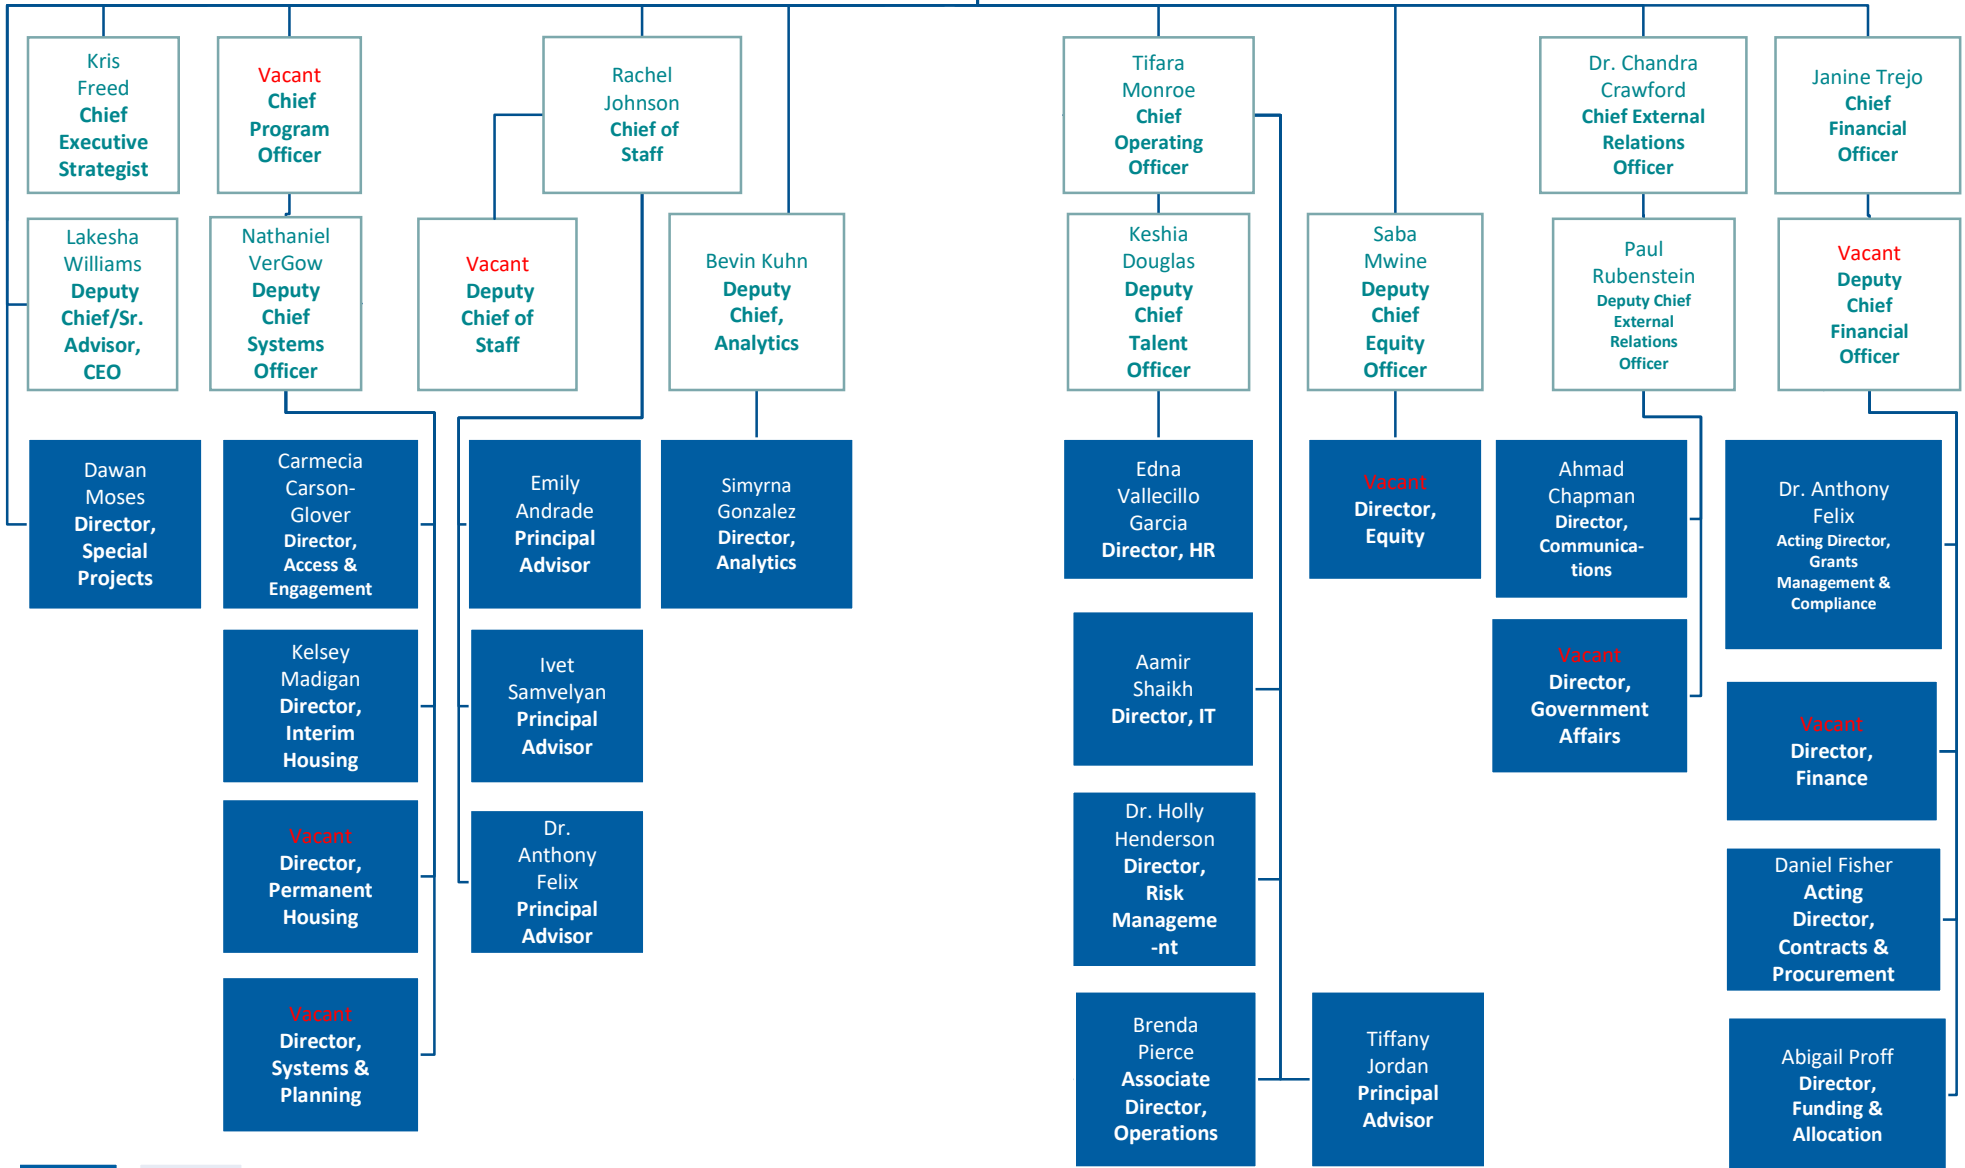 Kris
Freed
Chief
Executive
Strategist
Vacant
Chief
Program
Officer
Rachel
Johnson
Chief of
Staff
Tifara
Monroe
Chief
Operating
Officer
Dr. Chandra
Crawford
Chief External
Relations
Officer
Janine Trejo
Chief
Financial
Officer
Lakesha
Williams
Deputy
Chief/Sr.
Advisor,
CEO
Nathaniel
VerGow
Deputy
Chief
Systems
Officer
Vacant
Deputy
Chief of
Staff
Bevin Kuhn
Deputy
Chief,
Analytics
Keshia
Douglas
Deputy
Chief
Talent
Officer
Saba
Mwine
Deputy
Chief
Equity
Officer
Paul
Rubenstein
Deputy Chief
External
Relations
Officer
Vacant
Deputy
Chief
Financial
Officer
Dawan
Moses
Director,
Special
Projects
Carmecia
Carson-
Glover
Director,
Access &
Engagement
Emily
Andrade
Principal
Advisor
Simyrna
Gonzalez
Director,
Analytics
Edna
Vallecillo
Garcia
Director, HR
Vacant
Director,
Equity
Ahmad
Chapman
Director,
Communica-
tions
Dr. Anthony
Felix
Acting Director,
Grants
Management &
Compliance
Kelsey
Madigan
Director,
Interim
Housing
Ivet
Samvelyan
Principal
Advisor
Aamir
Shaikh
Director, IT
Vacant
Director,
Government
Affairs
Vacant
Director,
Finance
Vacant
Director,
Permanent
Housing
Dr.
Anthony
Felix
Principal
Advisor
Dr. Holly
Henderson
Director,
Risk
Manageme
-nt
Daniel Fisher
Acting
Director,
Contracts &
Procurement
Vacant
Director,
Systems &
Planning
Brenda
Pierce
Associate
Director,
Operations
Tiffany
Jordan
Principal
Advisor
Abigail Proff
Director,
Funding &
Allocation